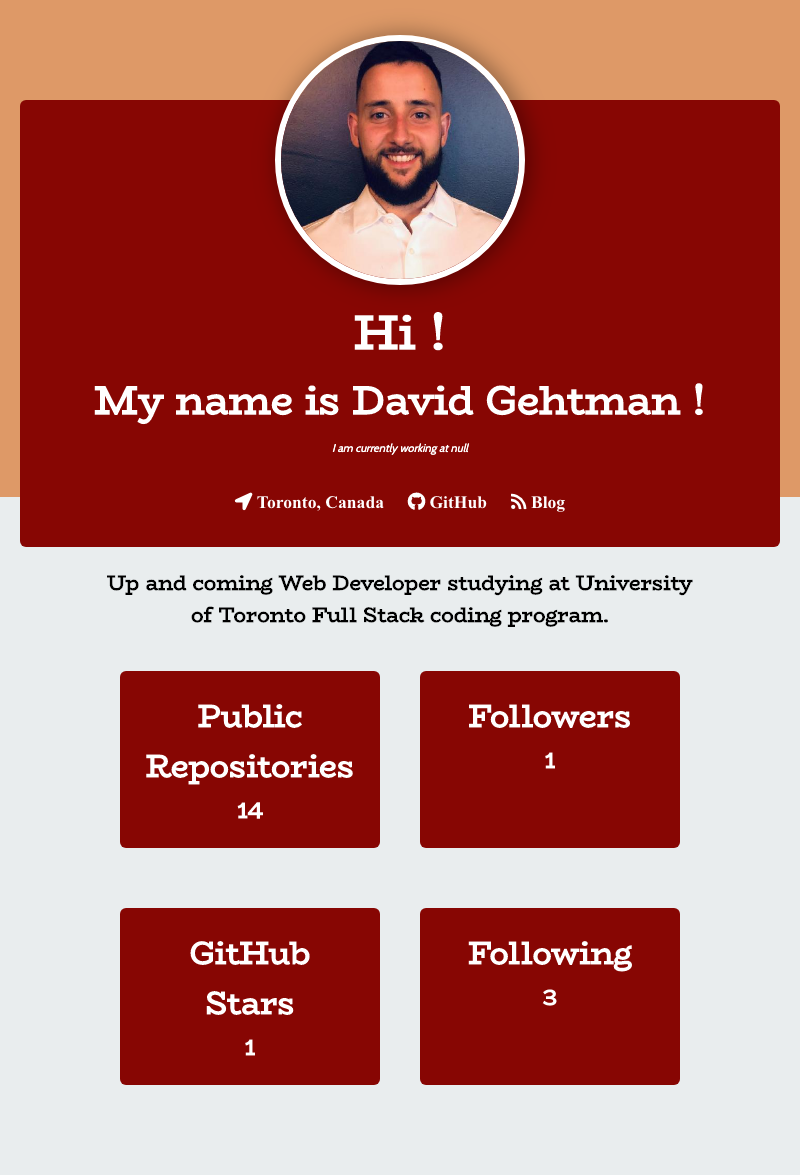 Hi !
My name is David Gehtman !
I am currently working at null
Toronto, Canada GitHub Blog
Up and coming Web Developer studying at University
of Toronto Full Stack coding program.
Public
Repositories
14
Followers
1
GitHub
Stars
1
Following
3